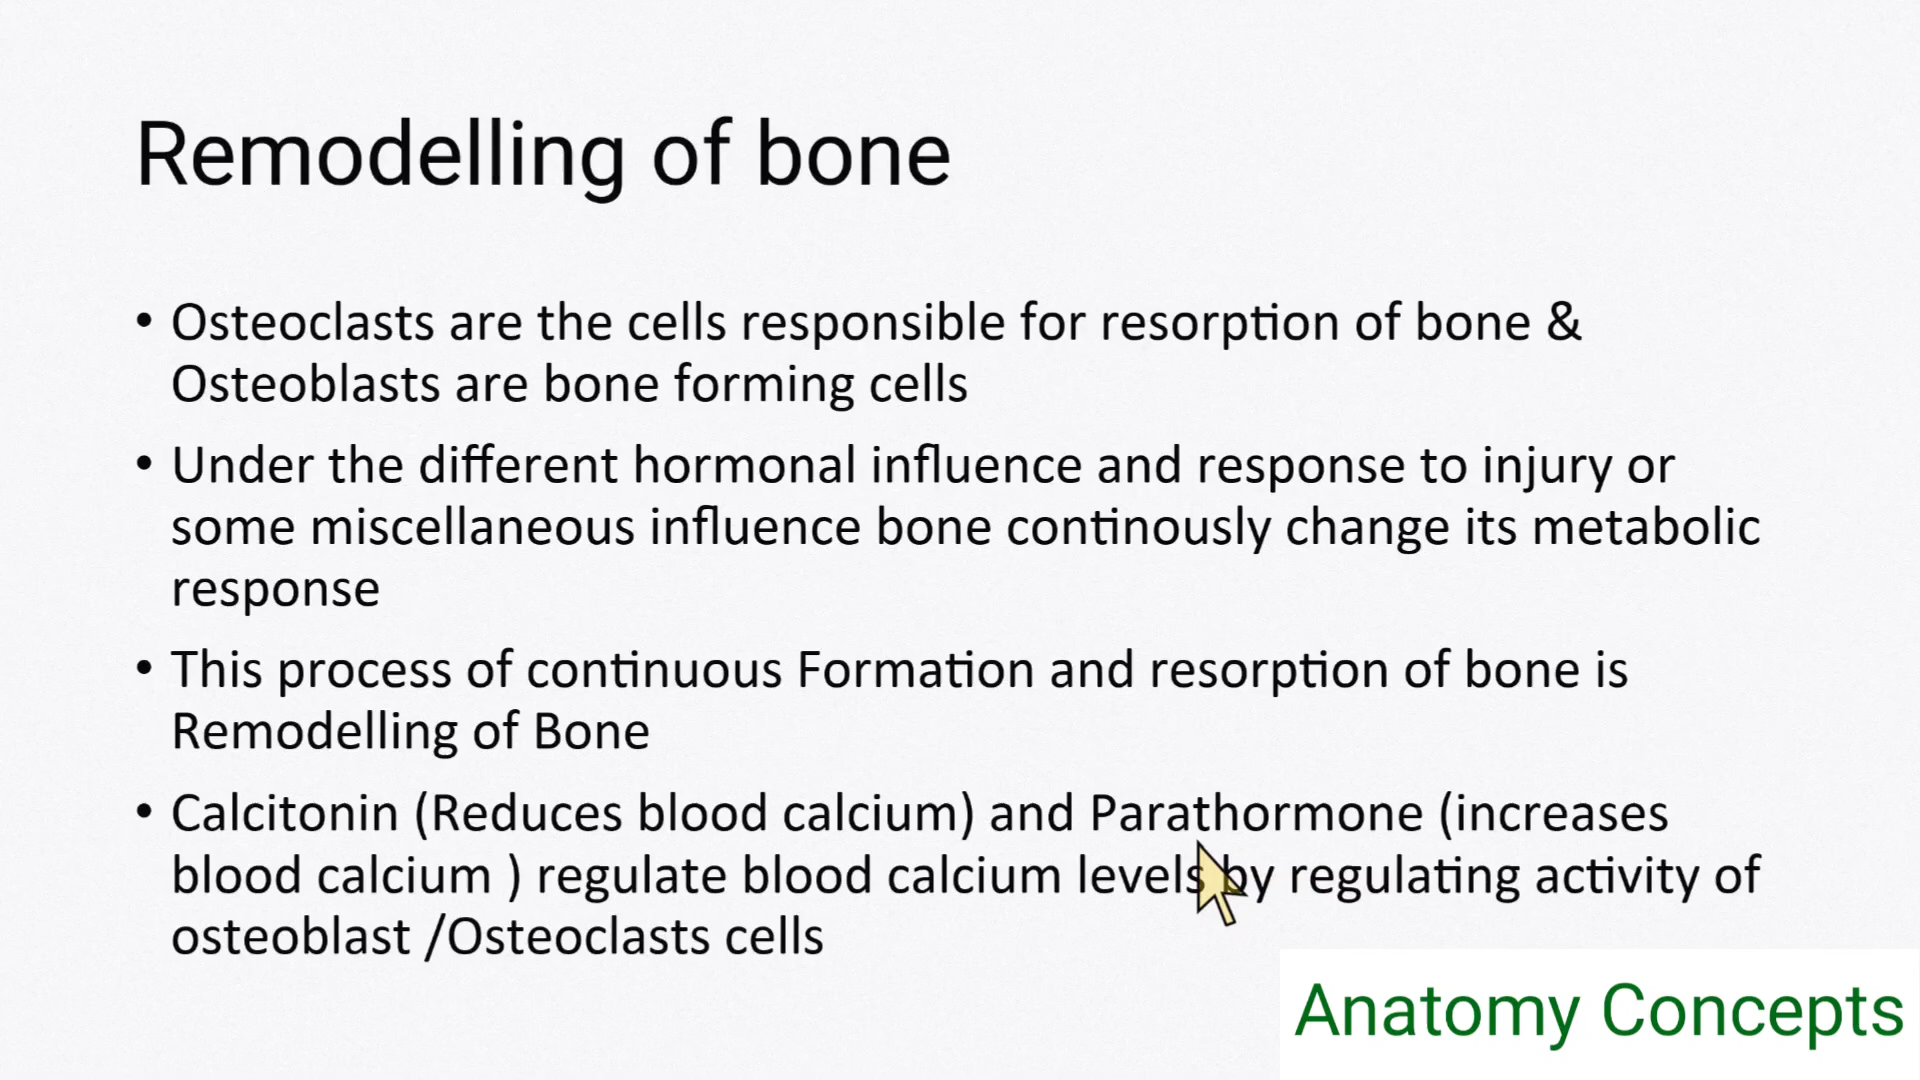 Remodelling of bone
• Osteoclasts are the cells responsible for resorption of bone &
Osteoblasts are bone forming cells
• Under the different hormonal influence and response to injury or
some miscellaneous influence bone continously change its metabolic
response
• This process of continuous Formation and resorption of bone is
Remodelling of Bone
• Calcitonin (Reduces blood calcium) and Parathormone (increases
blood calcium ) regulate blood calcium levels by regulating activity of
osteoblast /Osteoclasts cells
Anatomy Concepts